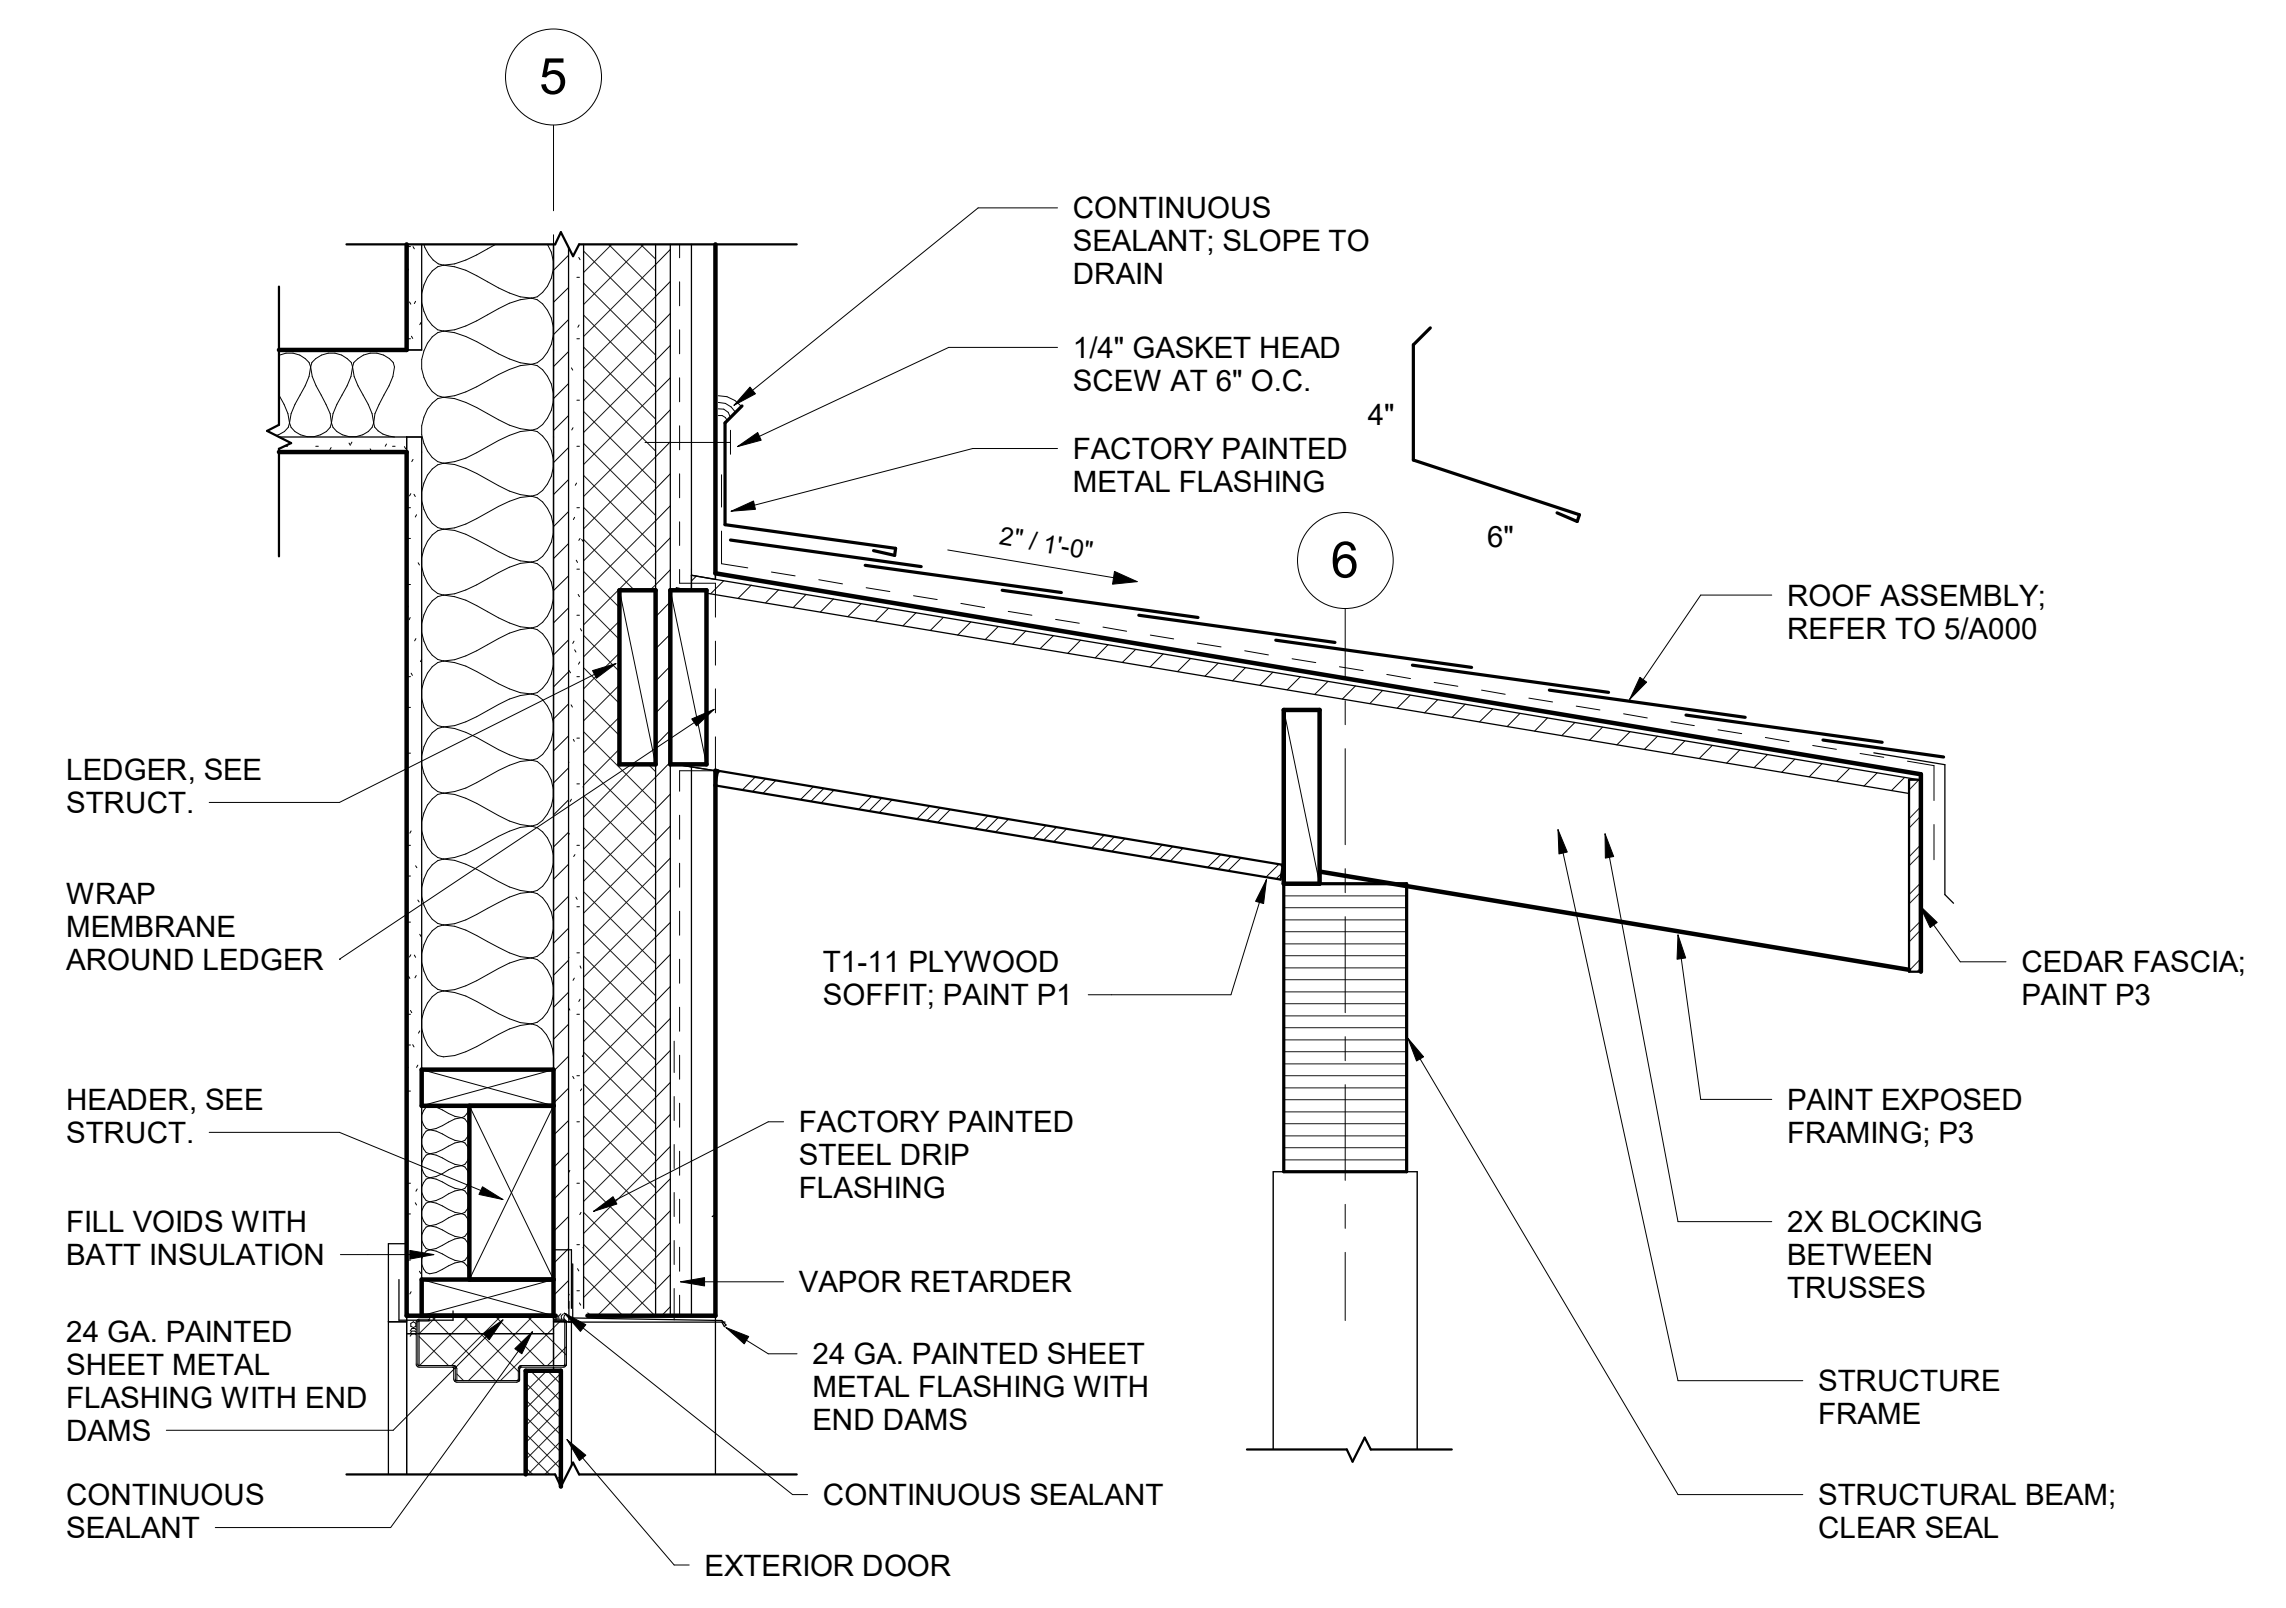 5
CONTINUOUS
SEALANT; SLOPE TO
DRAIN
1/4" GASKET HEAD
SCEW AT 6" O.C.
4"
FACTORY PAINTED
METAL FLASHING
6"
2" / 1'-0"
6
ROOF ASSEMBLY;
REFER TO 5/A000
LEDGER, SEE
STRUCT.
WRAP
MEMBRANE
AROUND LEDGER
T1-11 PLYWOOD
SOFFIT; PAINT P1
CEDAR FASCIA;
PAINT P3
HEADER, SEE
STRUCT.
FACTORY PAINTED
STEEL DRIP
FLASHING
PAINT EXPOSED
FRAMING; P3
FILL VOIDS WITH
BATT INSULATION
VAPOR RETARDER
2X BLOCKING
BETWEEN
TRUSSES
24 GA. PAINTED
SHEET METAL
FLASHING WITH END
DAMS
24 GA. PAINTED SHEET
METAL FLASHING WITH
END DAMS
STRUCTURE
FRAME
CONTINUOUS
SEALANT
CONTINUOUS SEALANT
STRUCTURAL BEAM;
CLEAR SEAL
EXTERIOR DOOR